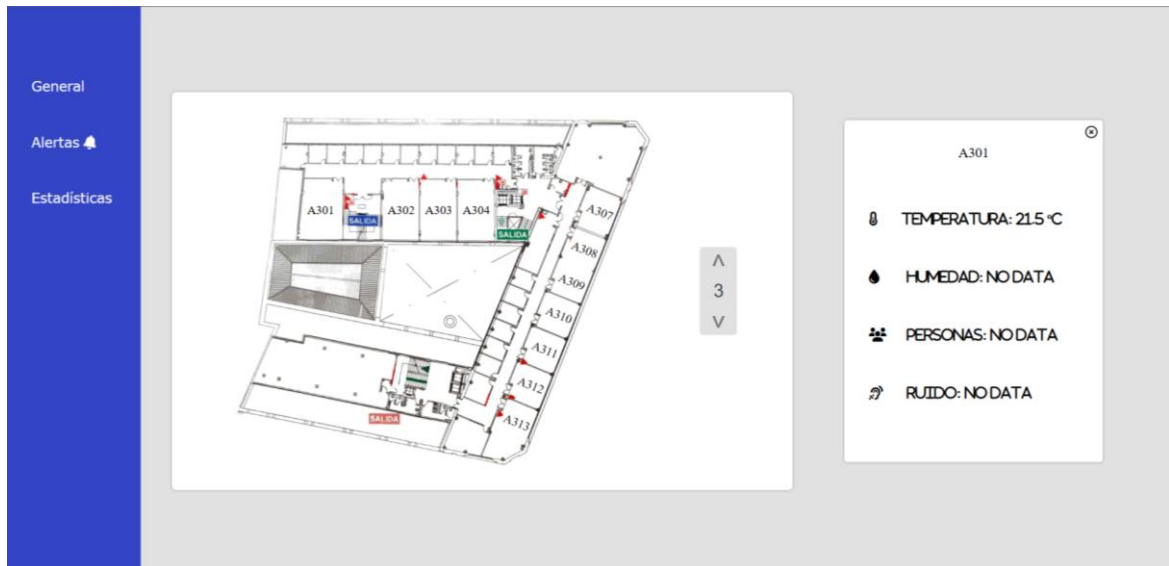 General
Alertas
Estadísticas
A301
SALIDA
A302
A303
A304
SALIDA
A307
A308
A309
A310
A311
A312
A313
SALIDA
3
A301
TEMPERATURA: 21.5 ºC
HUMEDAD: NO DATA
PERSONAS: NO DATA
RUIDO: NO DATA